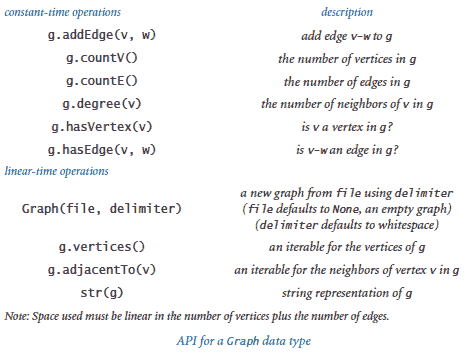 constant-time operations description
g.addEdge(v, w) add edge v-w to g
g.countV() the number of vertices in g
g.countE() the number of edges in g
g.degree(v) the number of neighbors of v in g
g.hasVertex(v) is v a vertex in g?
g.hasEdge(v, w) is v-w an edge in g?
linear-time operations
a new graph from file using delimiter
Graph(file, delimiter) (file defaults to None, an empty graph)
(delimiter defaults to whitespace)
g.vertices() an iterable for the vertices of g
g.adjacentTo(v) an iterable for the neighbors of vertex v in g
str(g) string representation of g
Note: Space used must be linear in the number of vertices plus the number of edges.
API for a Graph data type